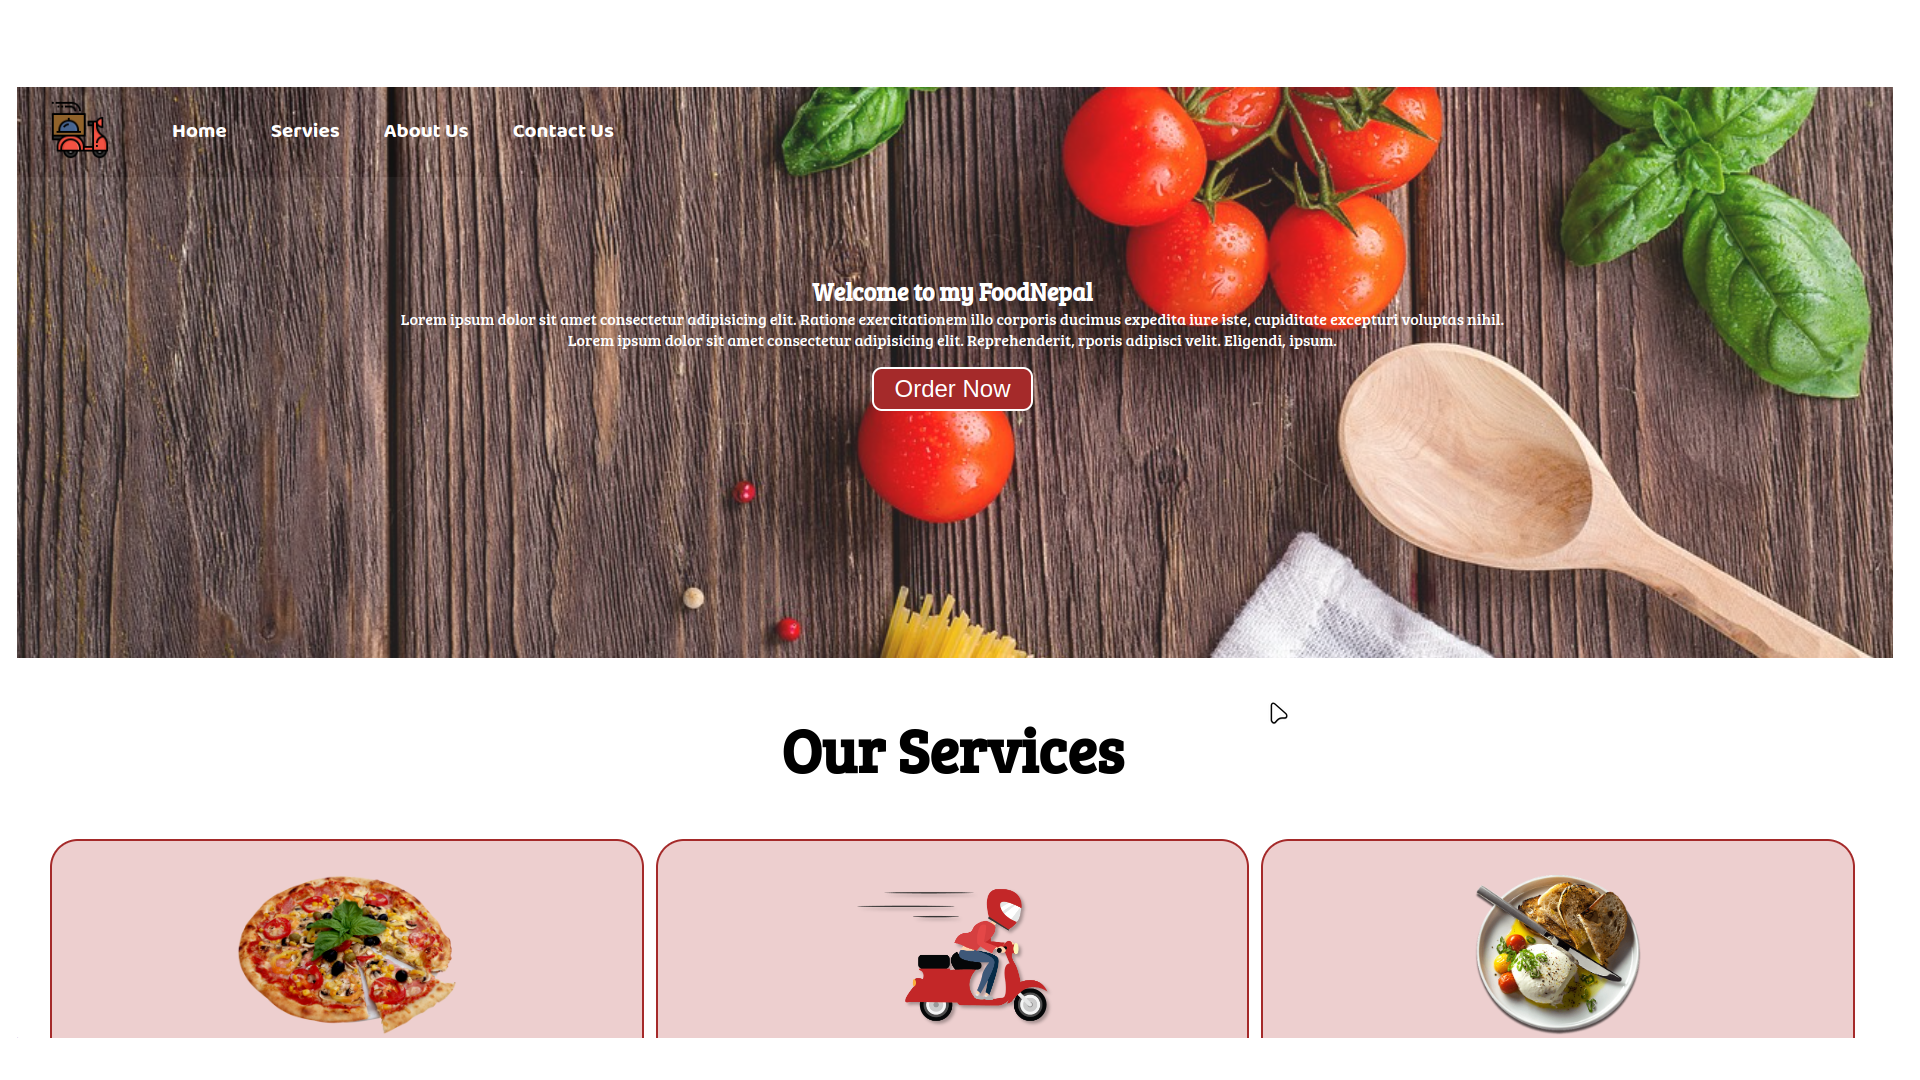 Home Servies About Us Contact Us
Welcome to my FoodNepal
Lorem ipsum dolor sit amet consectetur adipisicing elit. Ratione exercitationem illo corporis ducimus expedita iure iste, cupiditate excepturi voluptas nihil.
Lorem ipsum dolor sit amet consectetur adipisicing elit. Reprehenderit, rporis adipisci velit. Eligendi, ipsum.
Order Now
Our Services